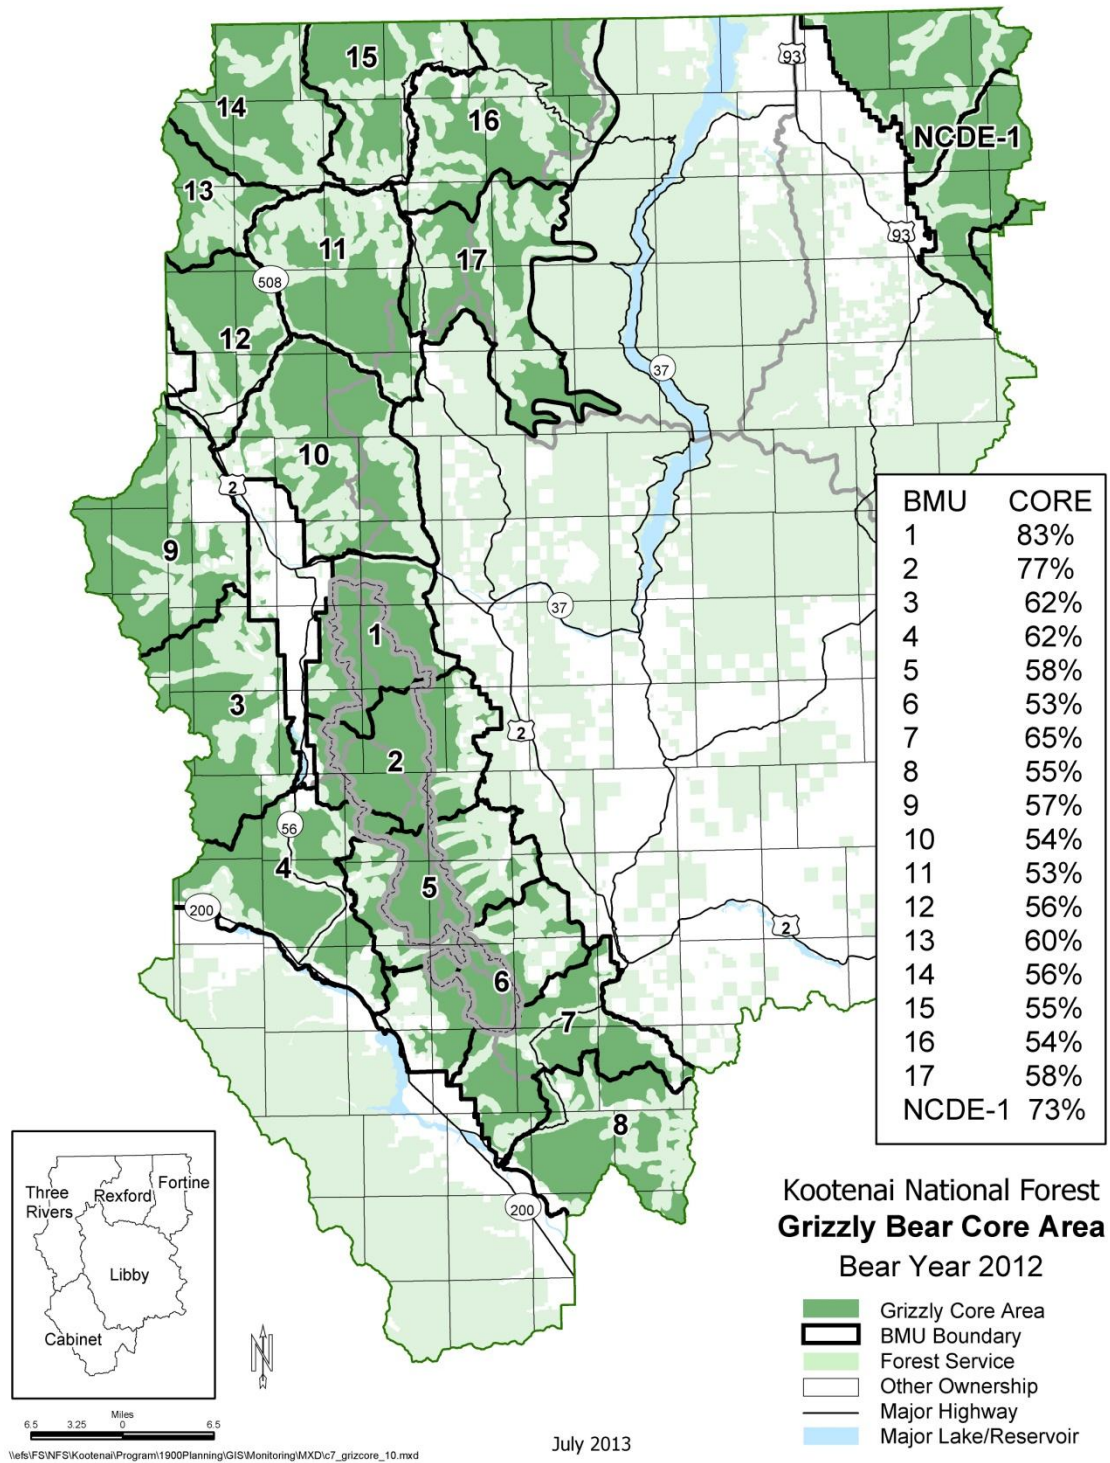 93
15
14
16
NCDE-1
13
93
11
17
508
12
37
10
2
9
37
1
3
2
2
56
4
5
200
2
6
7
8
200
BMU CORE
1 83%
2 77%
3 62%
4 62%
5 58%
6 53%
7 65%
8 55%
9 57%
10 54%
11 53%
12 56%
13 60%
14 56%
15 55%
16 54%
17 58%
NCDE-1 73%
Kootenai National Forest
Grizzly Bear Core Area
Bear Year 2012
Grizzly Core Area
BMU Boundary
Forest Service
Other Ownership
Major Highway
Major Lake/Reservoir
Three
Rivers
Rexford
Fortine
Libby
Cabinet
N
Miles
6.5 3.25 0 6.5
July 2013
\\efs\FS\NFS\Kootenai\Program\1900Planning\GIS\Monitoring\MXD\c7_grizcore_10.mxd